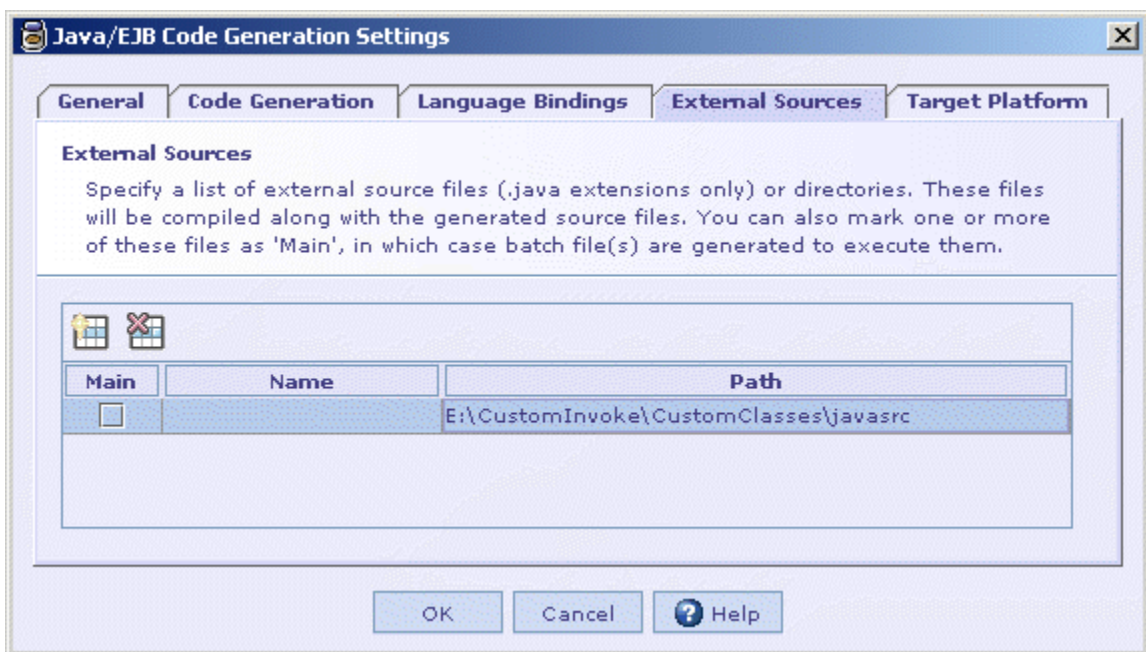 Java/EJB Code Generation Settings
General Code Generation Language Bindings External Sources Target Platform
External Sources
Specify a list of external source files (.java extensions only) or directories. These files
will be compiled along with the generated source files. You can also mark one or more
of these files as 'Main', in which case batch file(s) are generated to execute them.
Main Name Path
E:\CustomInvoke\CustomClasses\javasrc
OK Cancel Help